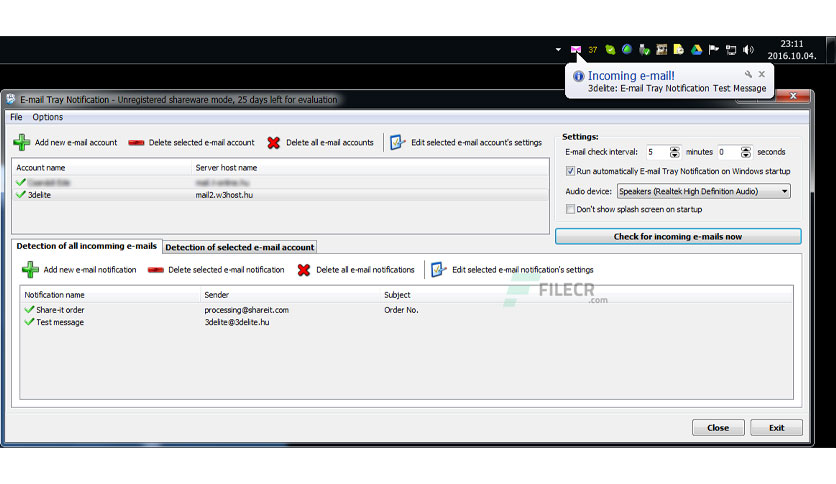 37
23:11
2016.10.04.
Incoming e-mail!
3delite: E-mail Tray Notification Test Message
E-mail Tray Notification - Unregistered shareware mode, 25 days left for evaluation
File Options
Add new e-mail account Delete selected e-mail account Delete all e-mail accounts Edit selected e-mail account's settings
Account name Server host name
3delite mail2.w3host.hu
Settings:
E-mail check interval: 5 minutes 0 seconds
Run automatically E-mail Tray Notification on Windows startup
Audio device: Speakers (Realtek High Definition Audio)
Don't show splash screen on startup
Check for incoming e-mails now
Detection of all incomming e-mails Detection of selected e-mail account
Add new e-mail notification Delete selected e-mail notification Delete all e-mail notifications Edit selected e-mail notification's settings
Notification name Sender Subject
Share-it order processing@shareit.com Order No.
Test message 3delite@3delite.hu
FILECR
.com
Close Exit